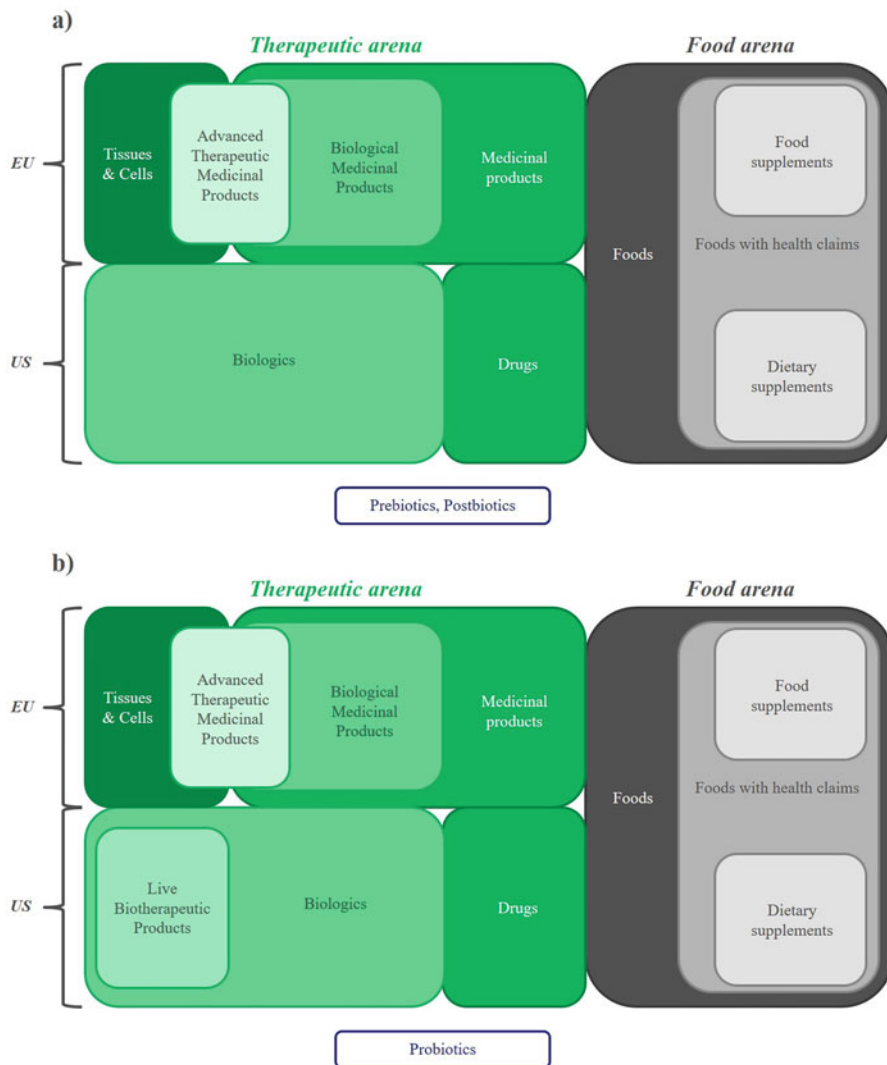 a)
Therapeutic arena
Food arena
EU
Tissues
& Cells
Advanced
Therapeutic
Medicinal
Products
Biological
Medicinal
Products
Medicinal
products
Food
supplements
Foods
Foods with health claims
US
Biologics
Drugs
Dietary
supplements
Prebiotics, Postbiotics
b)
Therapeutic arena
Food arena
EU
Tissues
& Cells
Advanced
Therapeutic
Medicinal
Products
Biological
Medicinal
Products
Medicinal
products
Food
supplements
Foods
Foods with health claims
US
Live
Biotherapeutic
Products
Biologics
Drugs
Dietary
supplements
Probiotics